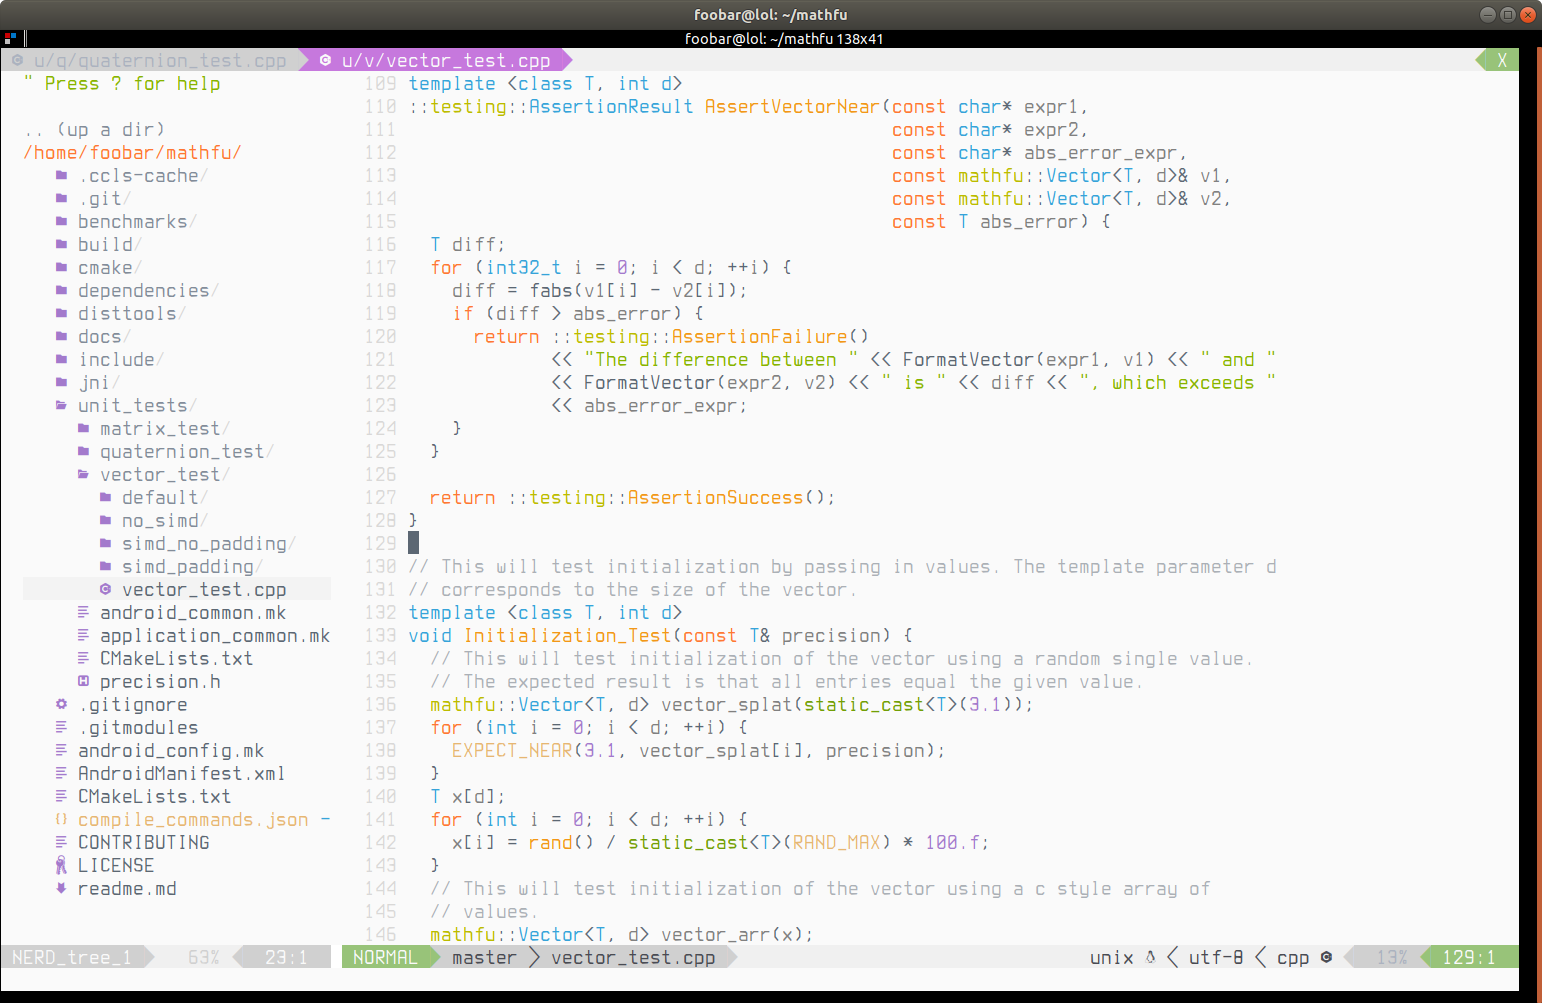 foobar@lol: ~/mathfu
foobar@lol: ~/mathfu 138x41
u/q/quaternion_test.cpp u/v/vector_test.cpp X
" Press ? for help
.. (up a dir)
/home/foobar/mathfu/
.ccls-cache/
.git/
benchmarks/
build/
cmake/
dependencies/
disttools/
docs/
include/
jni/
unit_tests/
matrix_test/
quaternion_test/
vector_test/
default/
no_simd/
simd_no_padding/
simd_padding/
vector_test.cpp
android_common.mk
application_common.mk
CMakeLists.txt
precision.h
.gitignore
.gitmodules
android_config.mk
AndroidManifest.xml
CMakeLists.txt
compile_commands.json -
CONTRIBUTING
LICENSE
readme.md
109 template <class T, int d>
110 ::testing::AssertionResult AssertVectorNear(const char* expr1,
111 const char* expr2,
112 const char* abs_error_expr,
113 const mathfu::Vector<T, d>& v1,
114 const mathfu::Vector<T, d>& v2,
115 const T abs_error) {
116   T diff;
117   for (int32_t i = 0; i < d; ++i) {
118     diff = fabs(v1[i] - v2[i]);
119     if (diff > abs_error) {
120       return ::testing::AssertionFailure()
121              << "The difference between " << FormatVector(expr1, v1) << " and "
122              << FormatVector(expr2, v2) << " is " << diff << ", which exceeds "
123              << abs_error_expr;
124     }
125   }
126
127   return ::testing::AssertionSuccess();
128 }
129
130 // This will test initialization by passing in values. The template parameter d
131 // corresponds to the size of the vector.
132 template <class T, int d>
133 void Initialization_Test(const T& precision) {
134   // This will test initialization of the vector using a random single value.
135   // The expected result is that all entries equal the given value.
136   mathfu::Vector<T, d> vector_splat(static_cast<T>(3.1));
137   for (int i = 0; i < d; ++i) {
138     EXPECT_NEAR(3.1, vector_splat[i], precision);
139   }
140   T x[d];
141   for (int i = 0; i < d; ++i) {
142     x[i] = rand() / static_cast<T>(RAND_MAX) * 100.f;
143   }
144   // This will test initialization of the vector using a c style array of
145   // values.
146   mathfu::Vector<T, d> vector_arr(x);
NERD_tree_1 63% 23:1 NORMAL master vector_test.cpp unix utf-8 cpp 13% 129:1